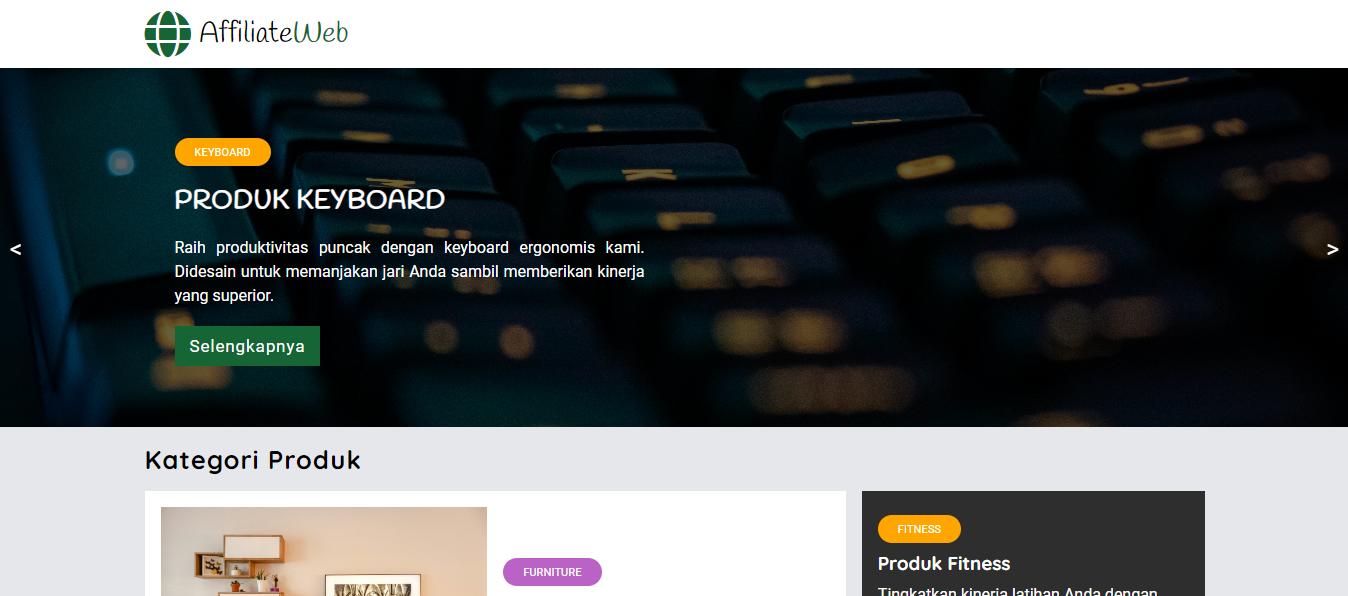 AffiliateWeb
KEYBOARD
PRODUK KEYBOARD
Raih produktivitas puncak dengan keyboard ergonomis kami.
Didesain untuk memanjakan jari Anda sambil memberikan kinerja
yang superior.
Selengkapnya
<
>
Kategori Produk
FURNITURE
FITNESS
Produk Fitness
Tingkatkan kinerja latihan Anda dengan